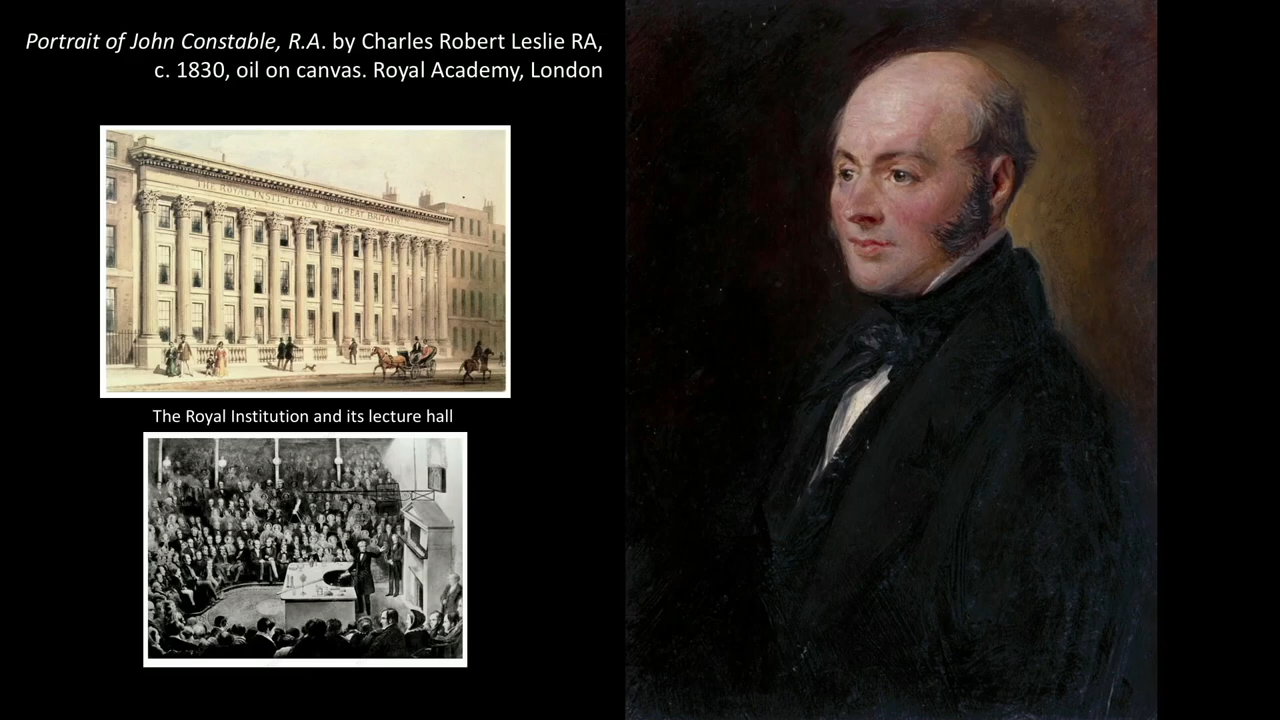 Portrait of John Constable, R.A. by Charles Robert Leslie RA,
c. 1830, oil on canvas. Royal Academy, London
THE ROYAL INSTITUTION OF GREAT BRITAIN
The Royal Institution and its lecture hall